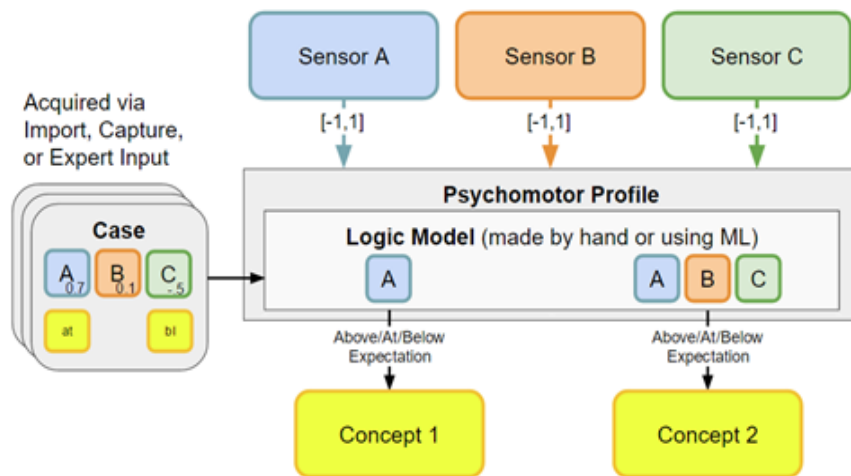 Sensor A
Sensor B
Sensor C
[-1,1]
[-1,1]
[-1,1]
Acquired via
Import, Capture,
or Expert Input
Psychomotor Profile
Logic Model (made by hand or using ML)
Case
A
0.7
B
0.1
C
-.5
at
bl
A
A
B
C
Above/At/Below
Expectation
Above/At/Below
Expectation
Concept 1
Concept 2